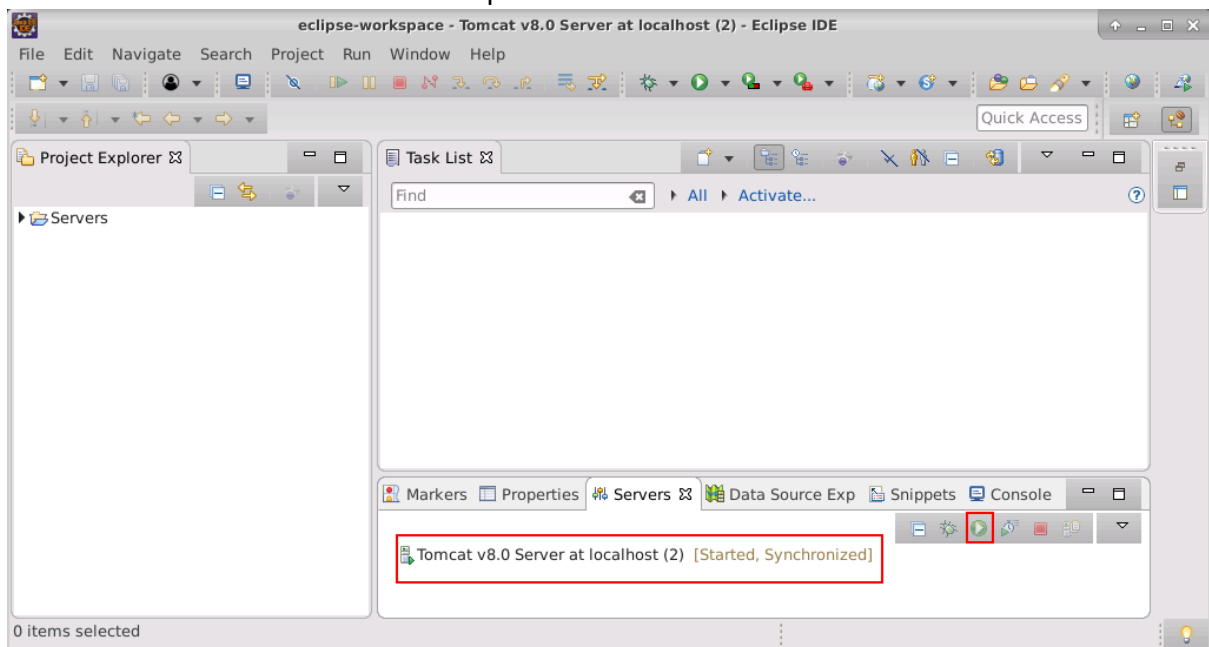 eclipse-workspace - Tomcat v8.0 Server at localhost (2) - Eclipse IDE
File Edit Navigate Search Project Run Window Help
Quick Access
Project Explorer
Task List
Find All Activate...
Servers
Markers Properties Servers Data Source Exp Snippets Console
Tomcat v8.0 Server at localhost (2) [Started, Synchronized]
0 items selected